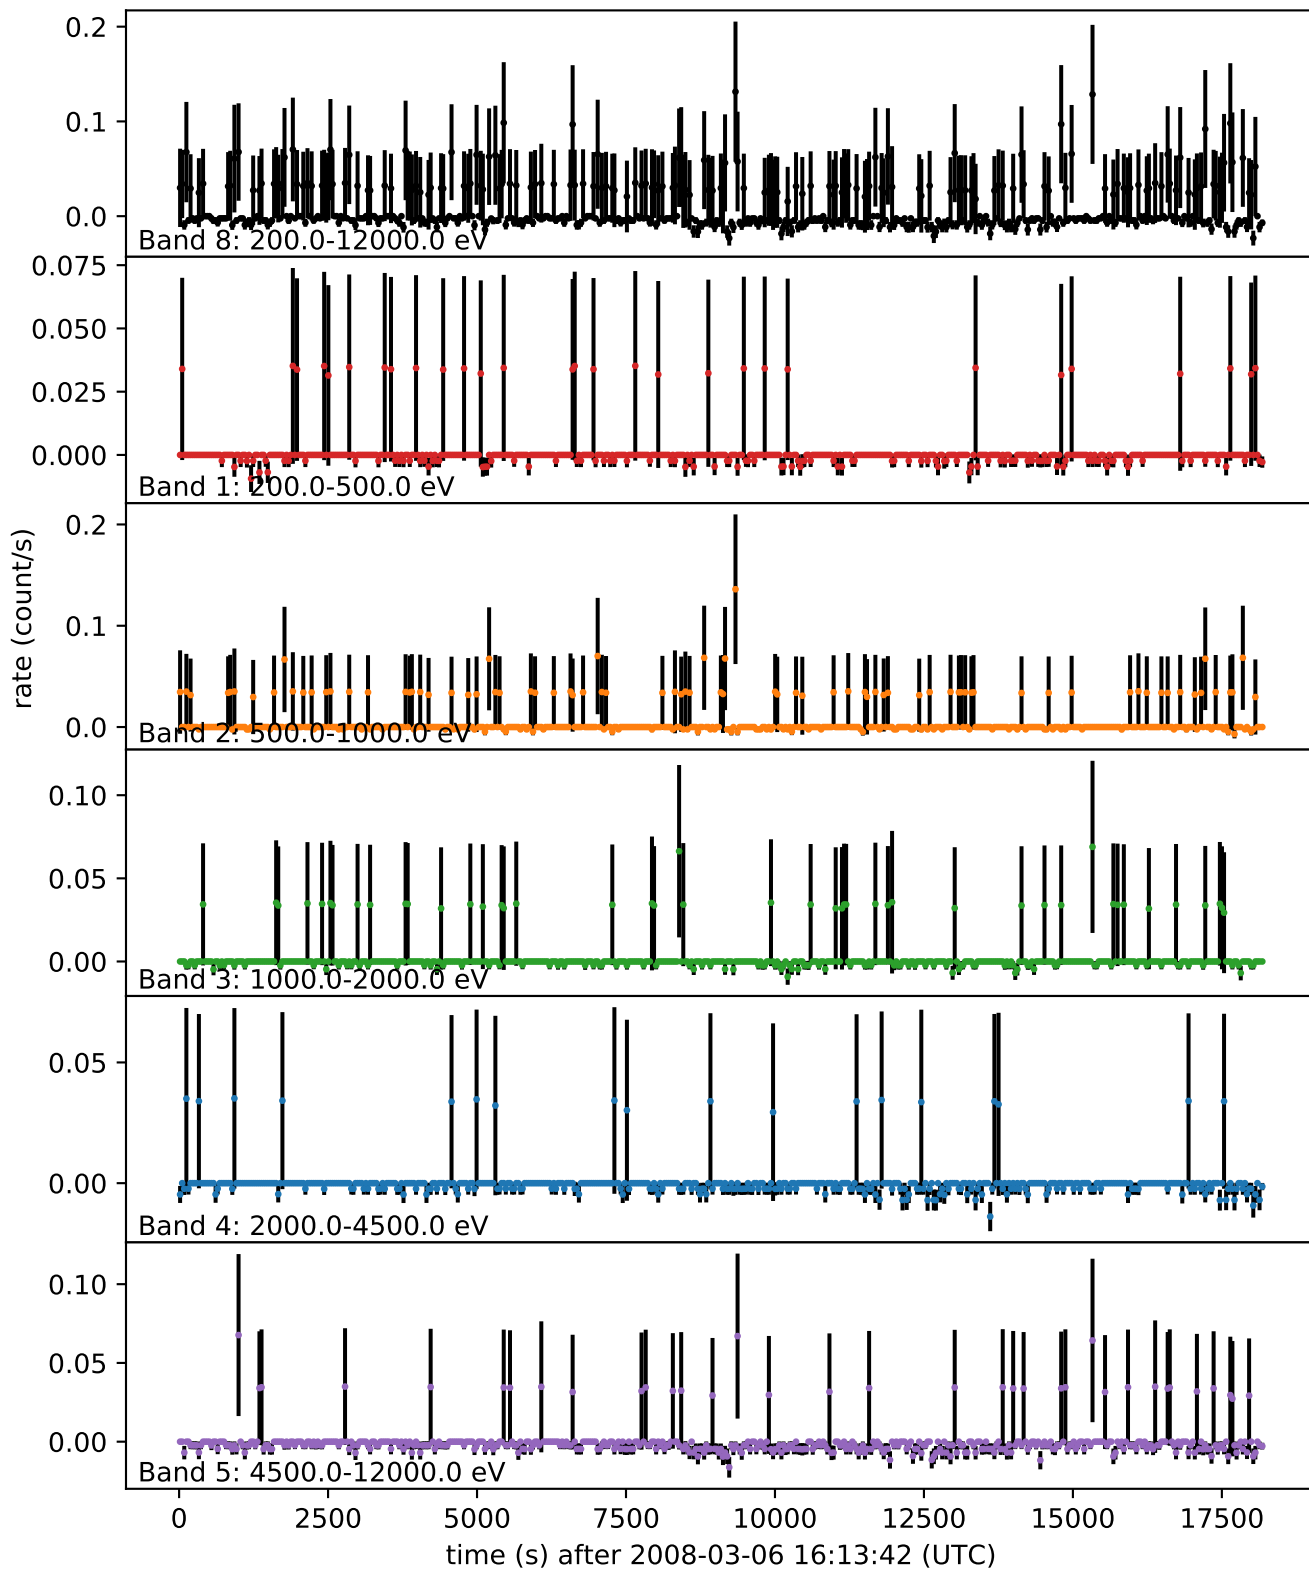 rate (count/s)
0.2
0.1
0.0
Band 8: 200.0-12000.0 eV
0.075
0.050
0.025
0.000
Band 1: 200.0-500.0 eV
0.2
0.1
0.0
Band 2: 500.0-1000.0 eV
0.10
0.05
0.00
Band 3: 1000.0-2000.0 eV
0.05
0.00
Band 4: 2000.0-4500.0 eV
0.10
0.05
0.00
Band 5: 4500.0-12000.0 eV
0 2500 5000 7500 10000 12500 15000 17500
time (s) after 2008-03-06 16:13:42 (UTC)